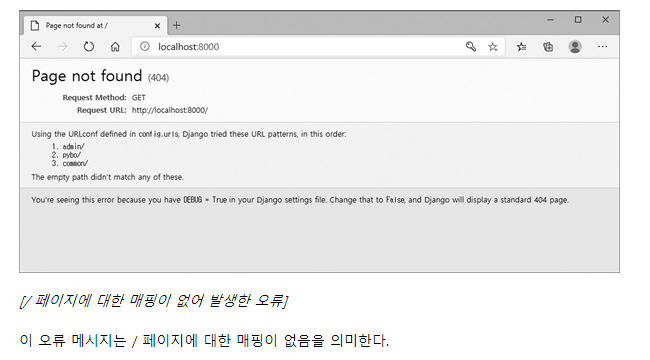 Page not found at /
localhost:8000
Page not found (404)
Request Method: GET
Request URL: http://localhost:8000/
Using the URLconf defined in config.urls, Django tried these URL patterns, in this order:
1. admin/
2. pybo/
3. common/
The empty path didn't match any of these.
You're seeing this error because you have DEBUG = True in your Django settings file. Change that to False, and Django will display a standard 404 page.
[/ 페이지에 대한 매핑이 없어 발생한 오류]
이 오류 메시지는 / 페이지에 대한 매핑이 없음을 의미한다.